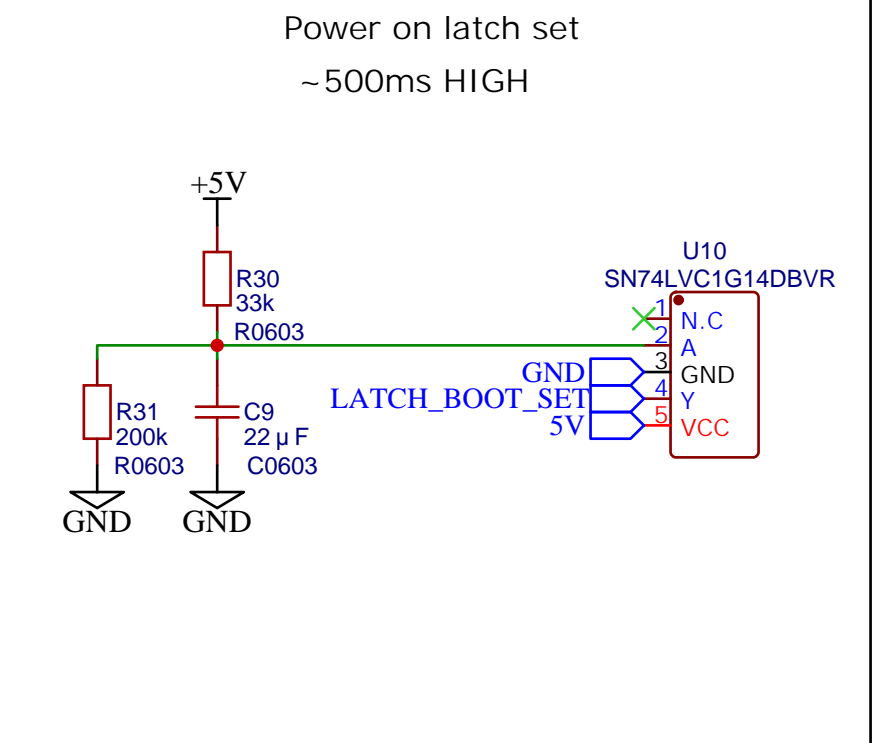 Power on latch set
~500ms HIGH
+5V
R30
33k
R0603
U10
SN74LVC1G14DBVR
1
N.C
2
A
3
GND
GND
4
Y
LATCH_BOOT_SET
5
VCC
5V
R31
200k
R0603
C9
22µF
C0603
GND
GND